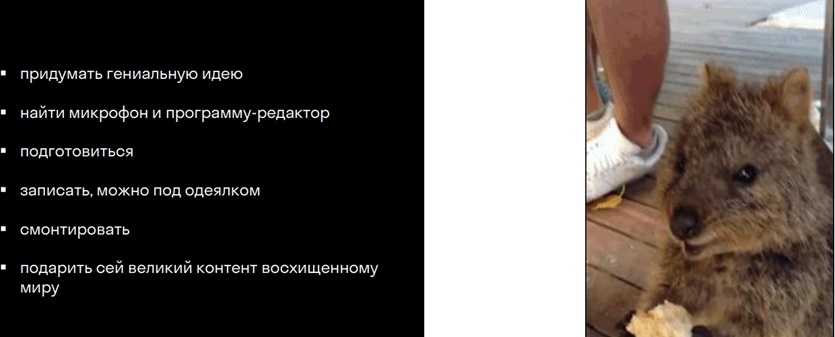 придумать гениальную идею
найти микрофон и программу-редактор
подготовиться
записать, можно под одеялком
смонтировать
подарить сей великий контент восхищенному
миру